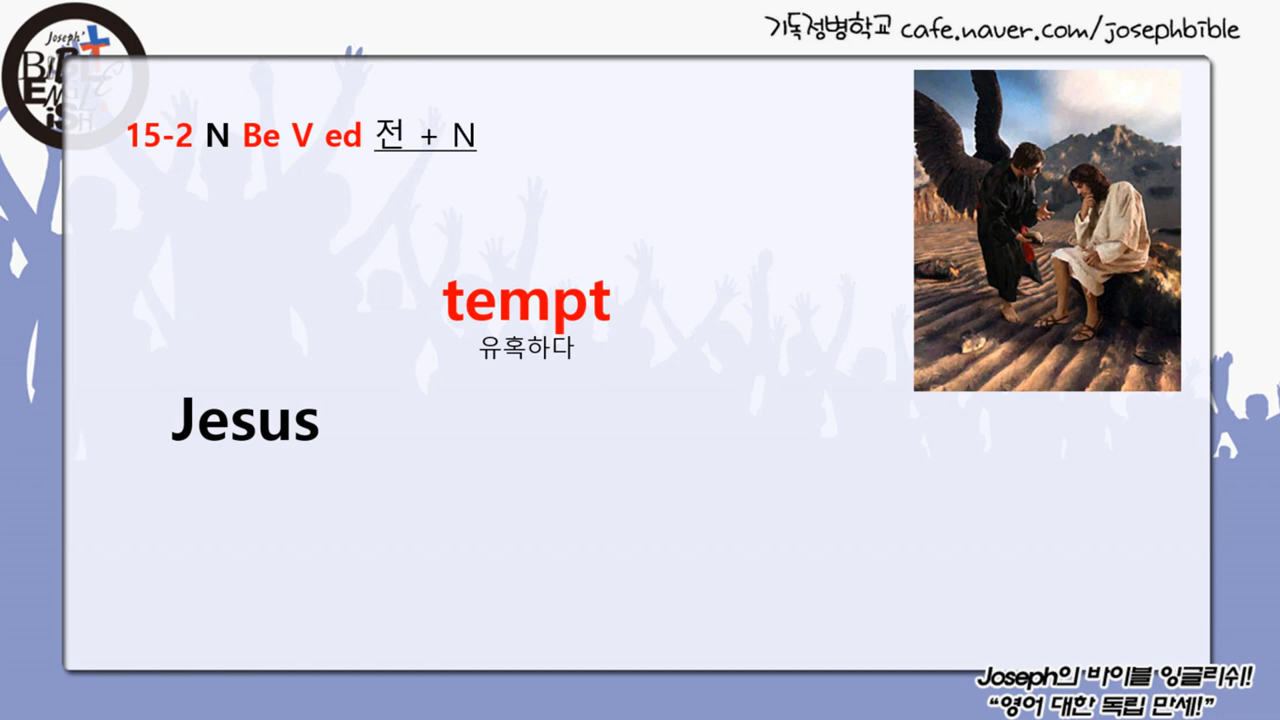 Joseph'
BIBLE
ENGL
iSH
기독정병학교 cafe.naver.com/josephbible
15-2 N Be V ed 전 + N
tempt
유혹하다
Jesus
Joseph의 바이블 잉글리쉬!
“영어 대한 독립 만세!”